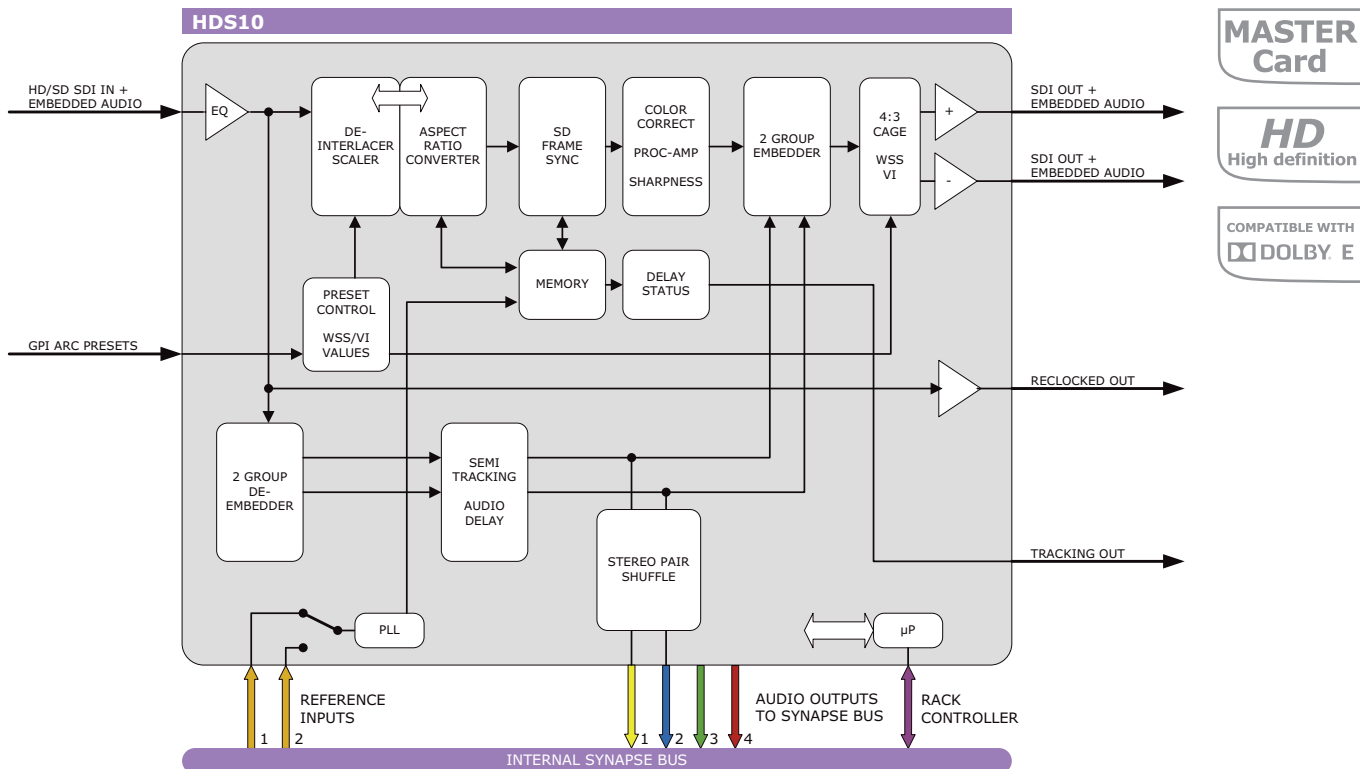 HDS10
MASTER
Card
HD/SD SDI IN +
EMBEDDED AUDIO
EQ
DE-
INTERLACER
SCALER
ASPECT
RATIO
CONVERTER
SD
FRAME
SYNC
COLOR
CORRECT
PROC-AMP
SHARPNESS
2 GROUP
EMBEDDER
4:3
CAGE
WSS
VI
+
-
SDI OUT +
EMBEDDED AUDIO
SDI OUT +
EMBEDDED AUDIO
HD
High definition
COMPATIBLE WITH
DOLBY E
PRESET
CONTROL
WSS/VI
VALUES
MEMORY
DELAY
STATUS
GPI ARC PRESETS
RECLOCKED OUT
2 GROUP
DE-
EMBEDDER
SEMI
TRACKING
AUDIO
DELAY
STEREO PAIR
SHUFFLE
TRACKING OUT
PLL
µP
REFERENCE
INPUTS
1
2
1
2
3
4
AUDIO OUTPUTS
TO SYNAPSE BUS
RACK
CONTROLLER
INTERNAL SYNAPSE BUS